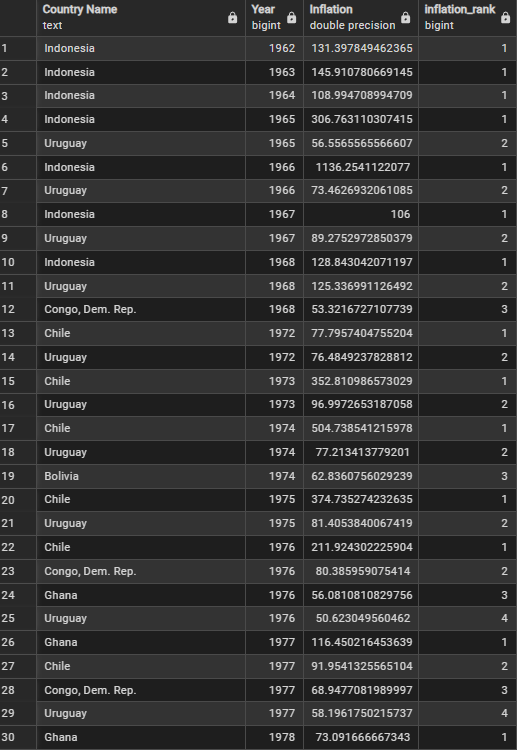 Country Name Year Inflation inflation_rank
text bigint double precision bigint
1 Indonesia 1962 131.397849462365 1
2 Indonesia 1963 145.910780669145 1
3 Indonesia 1964 108.994708994709 1
4 Indonesia 1965 306.763110307415 1
5 Uruguay 1965 56.5565565566607 2
6 Indonesia 1966 1136.2541122077 1
7 Uruguay 1966 73.4626932061085 2
8 Indonesia 1967 106 1
9 Uruguay 1967 89.2752972850379 2
10 Indonesia 1968 128.843042071197 1
11 Uruguay 1968 125.336991126492 2
12 Congo, Dem. Rep. 1968 53.3216727107739 3
13 Chile 1972 77.7957404755204 1
14 Uruguay 1972 76.4849237828812 2
15 Chile 1973 352.810986573029 1
16 Uruguay 1973 96.9972653187058 2
17 Chile 1974 504.738541215978 1
18 Uruguay 1974 77.213413779201 2
19 Bolivia 1974 62.8360756029239 3
20 Chile 1975 374.735274232635 1
21 Uruguay 1975 81.4053840067419 2
22 Chile 1976 211.924302225904 1
23 Congo, Dem. Rep. 1976 80.385959075414 2
24 Ghana 1976 56.0810810829756 3
25 Uruguay 1976 50.623049560462 4
26 Ghana 1977 116.450216453639 1
27 Chile 1977 91.9541325565104 2
28 Congo, Dem. Rep. 1977 68.9477081989997 3
29 Uruguay 1977 58.1961750215737 4
30 Ghana 1978 73.091666667343 1